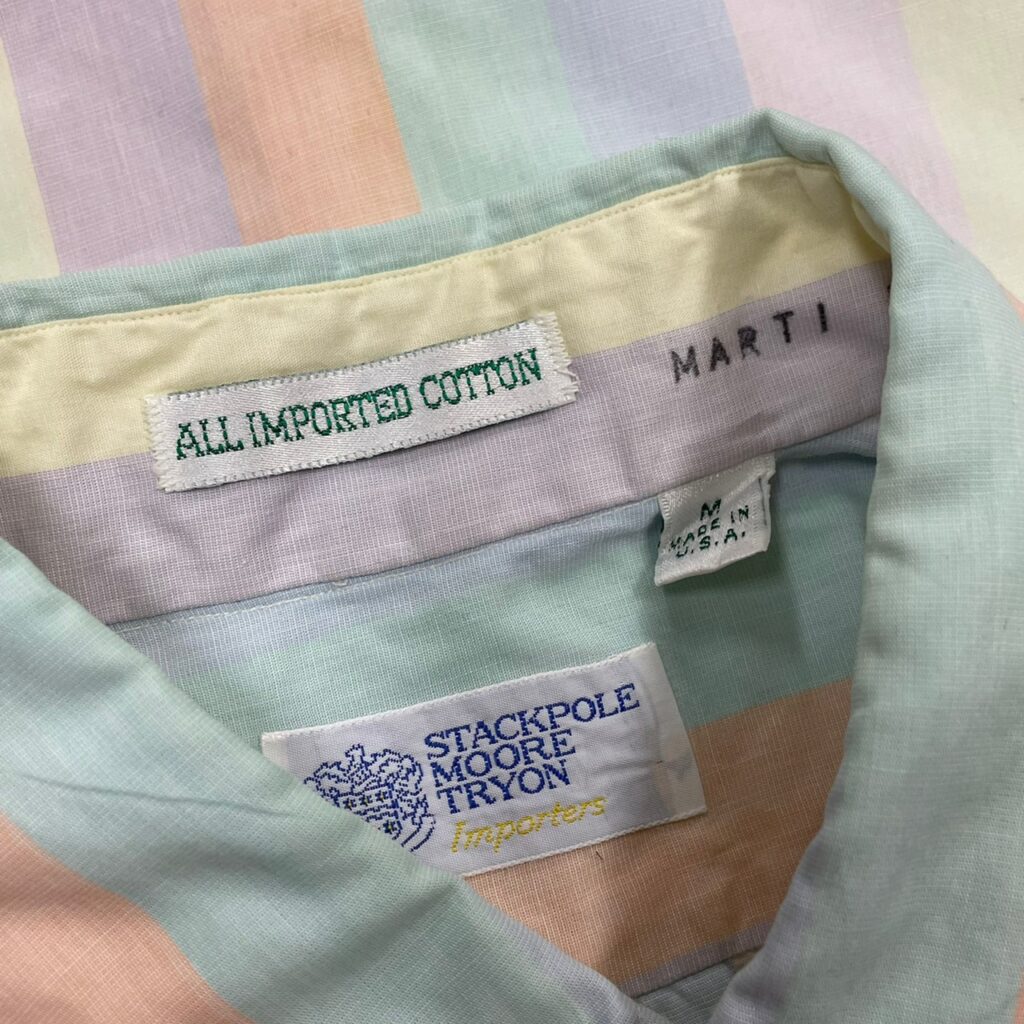 ALL IMPORTED COTTON
MARTI
M
MADE IN
U.S.A.
STACKPOLE
MOORE
TRYON
Importers